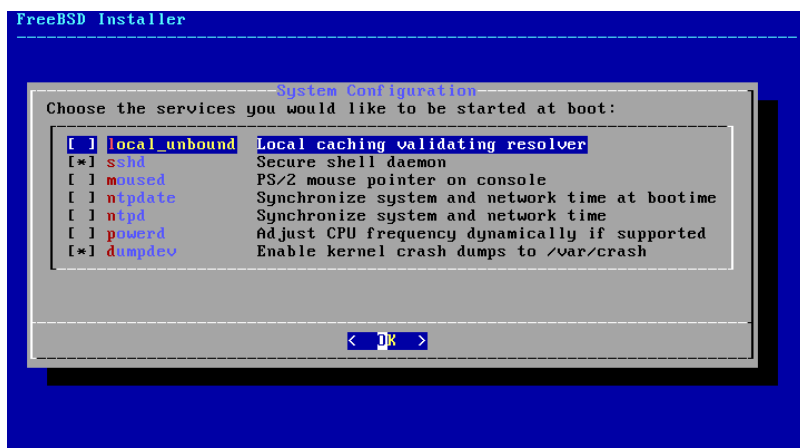 FreeBSD Installer
System Configuration
Choose the services you would like to be started at boot:
[ ] local_unbound Local caching validating resolver
[*] sshd Secure shell daemon
[ ] moused PS/2 mouse pointer on console
[ ] ntpdate Synchronize system and network time at bootime
[ ] ntpd Synchronize system and network time
[ ] powerd Adjust CPU frequency dynamically if supported
[*] dumpdev Enable kernel crash dumps to /var/crash
< OK >